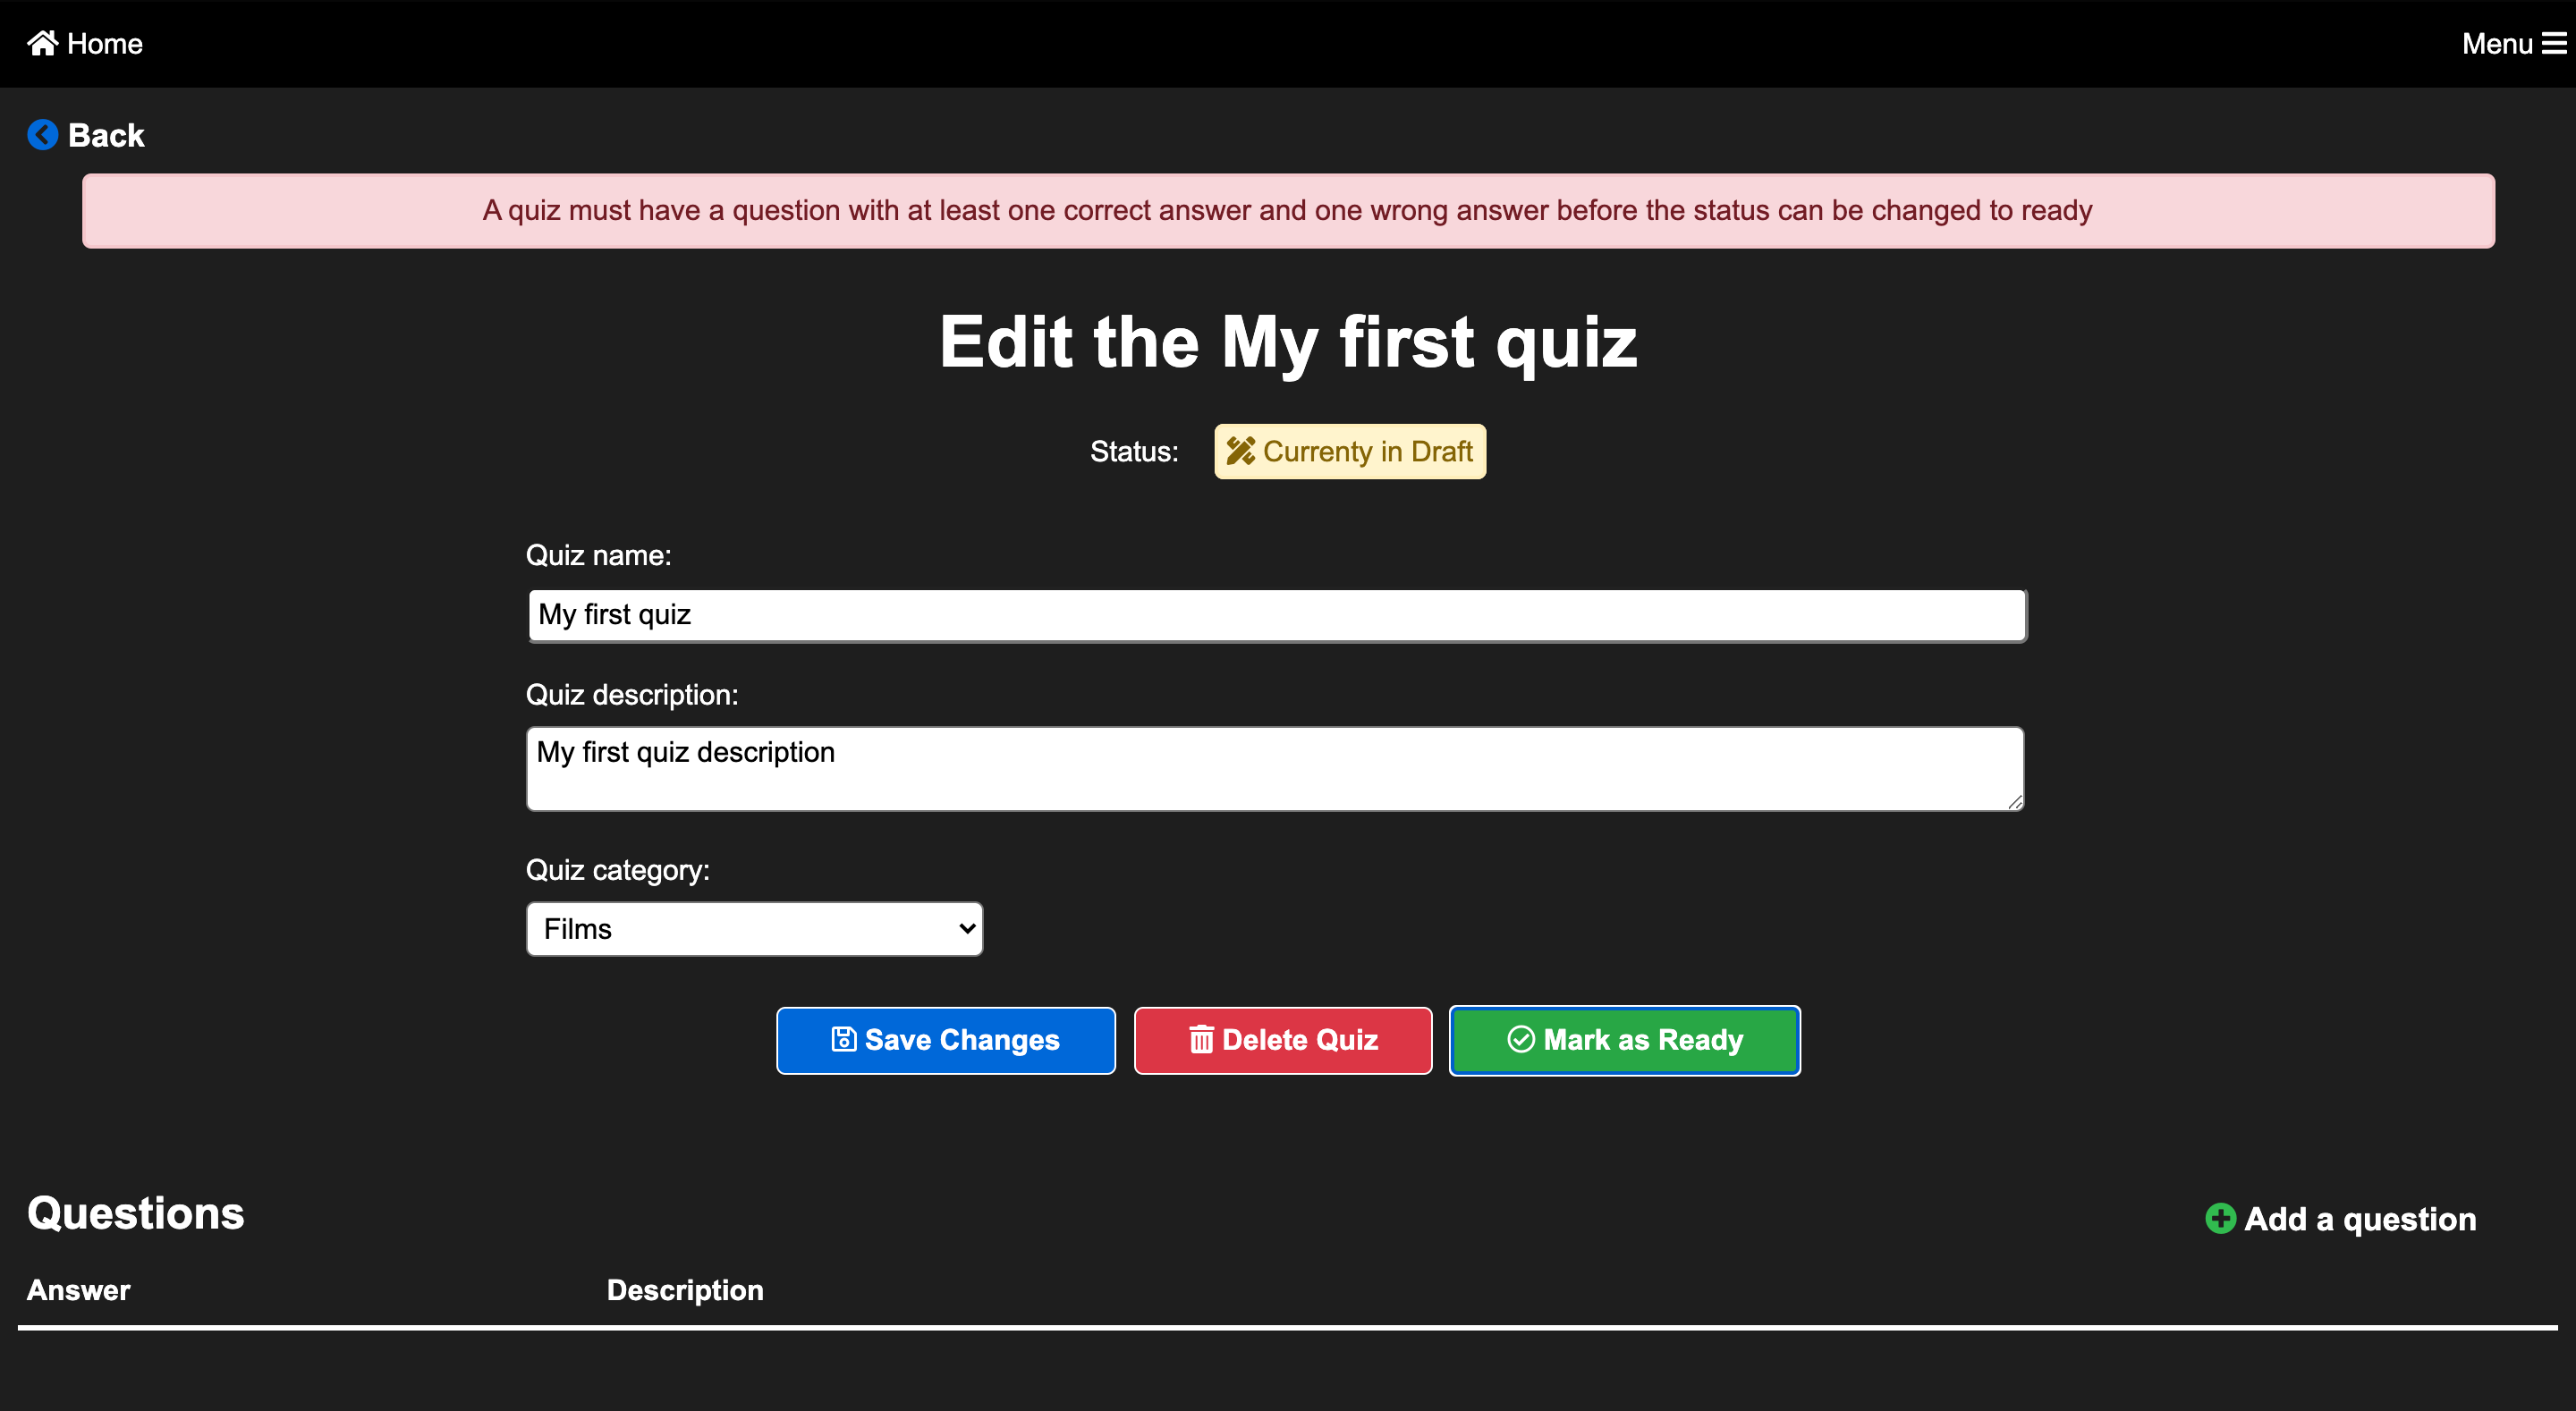 Home
Menu
Back
A quiz must have a question with at least one correct answer and one wrong answer before the status can be changed to ready
Edit the My first quiz
Status: Currenty in Draft
Quiz name:
My first quiz
Quiz description:
My first quiz description
Quiz category:
Films
Save Changes Delete Quiz Mark as Ready
Questions
Add a question
Answer Description